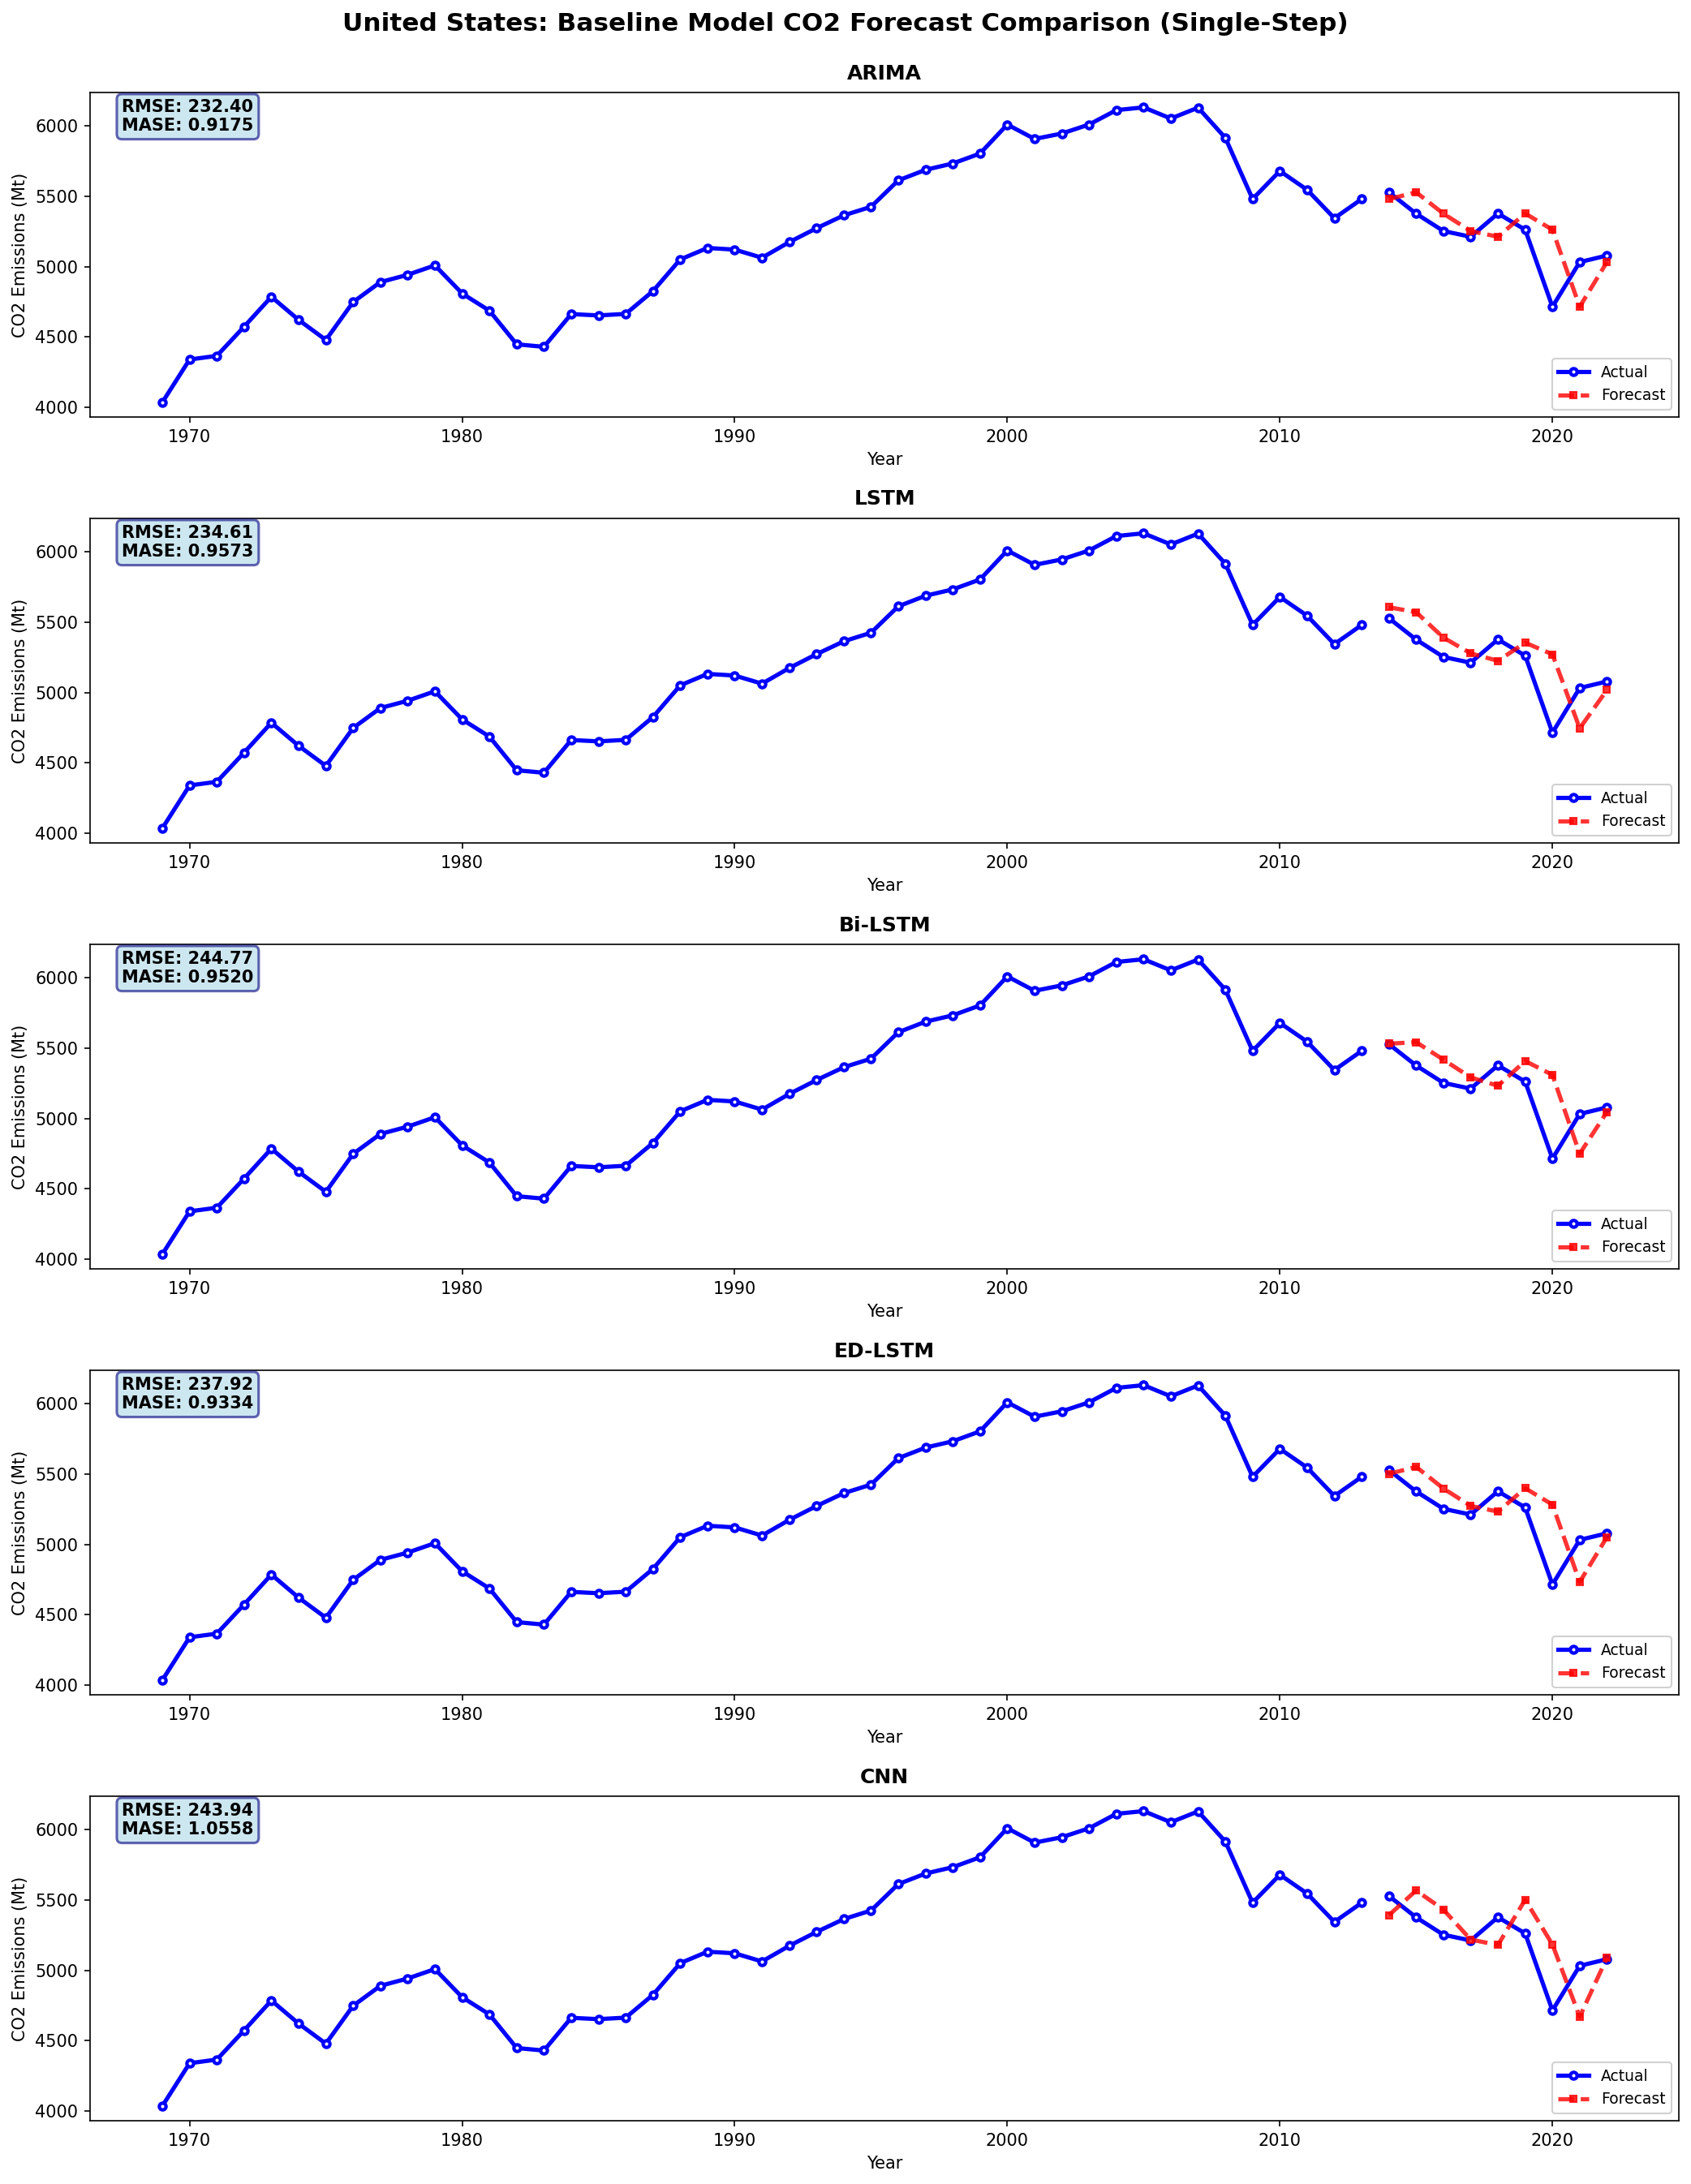 United States: Baseline Model CO2 Forecast Comparison (Single-Step)
ARIMA
RMSE: 232.40
MASE: 0.9175
CO2 Emissions (Mt)
6000
5500
5000
4500
4000
Actual
Forecast
1970 1980 1990 2000 2010 2020
Year
LSTM
RMSE: 234.61
MASE: 0.9573
CO2 Emissions (Mt)
6000
5500
5000
4500
4000
Actual
Forecast
1970 1980 1990 2000 2010 2020
Year
Bi-LSTM
RMSE: 244.77
MASE: 0.9520
CO2 Emissions (Mt)
6000
5500
5000
4500
4000
Actual
Forecast
1970 1980 1990 2000 2010 2020
Year
ED-LSTM
RMSE: 237.92
MASE: 0.9334
CO2 Emissions (Mt)
6000
5500
5000
4500
4000
Actual
Forecast
1970 1980 1990 2000 2010 2020
Year
CNN
RMSE: 243.94
MASE: 1.0558
CO2 Emissions (Mt)
6000
5500
5000
4500
4000
Actual
Forecast
1970 1980 1990 2000 2010 2020
Year